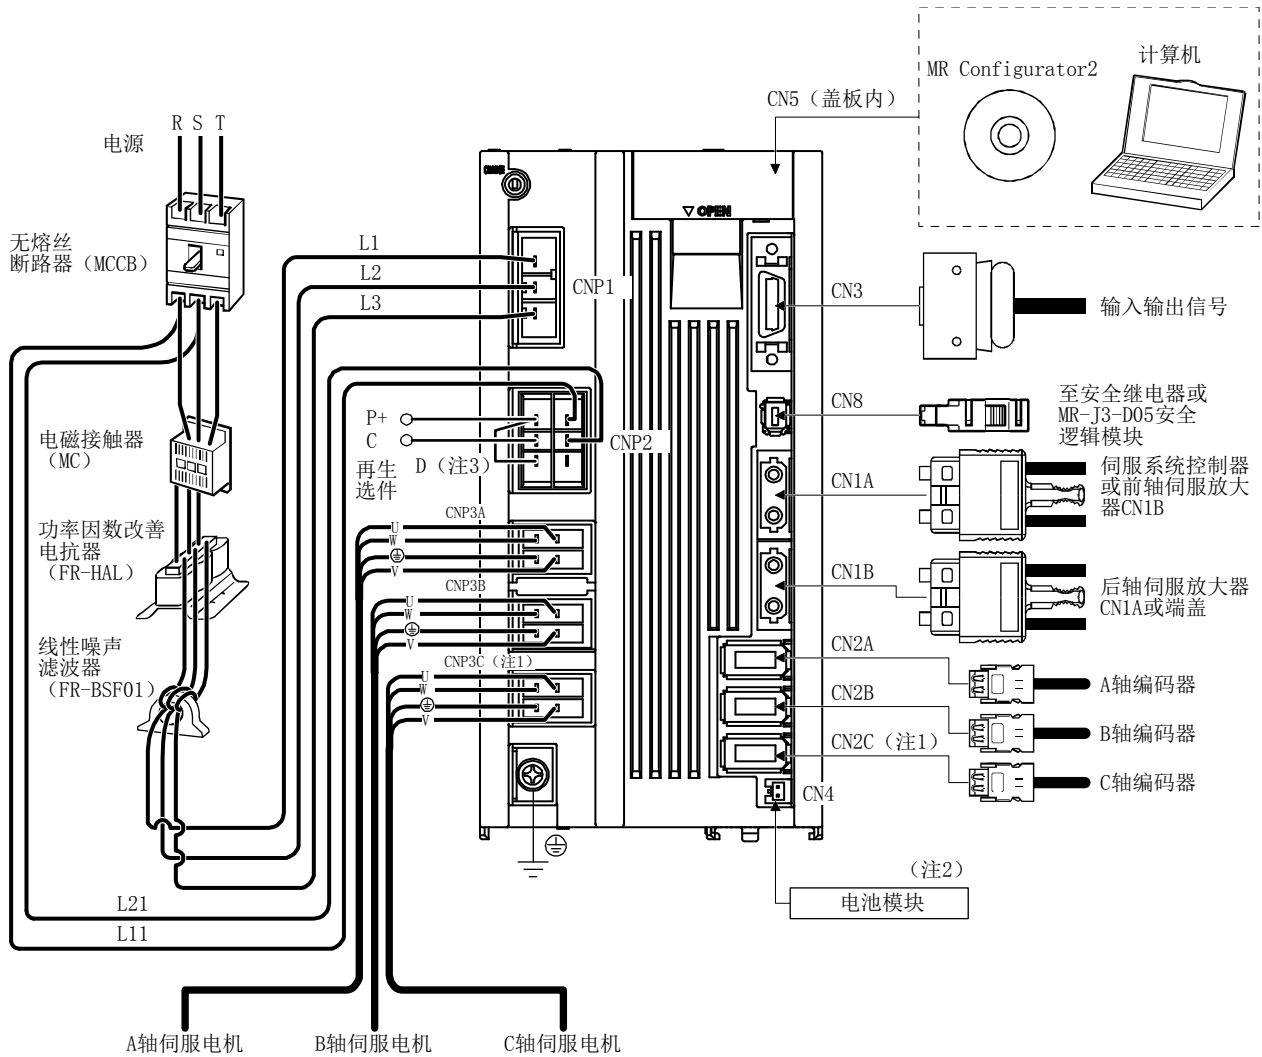 计算机
MR Configurator2
CN5（盖板内）
R S T
电源
CHARGE
OPEN
无熔丝
断路器（MCCB）
L1
L2
L3
CNP1
CN3
输入输出信号
P+
C
D（注3）
再生
选件
CNP2
CN8
至安全继电器或
MR-J3-D05安全
逻辑模块
电磁接触器
（MC）
CN1A
伺服系统控制器
或前轴伺服放大
器CN1B
功率因数改善
电抗器
（FR-HAL）
CNP3A
U
W
V
CN1B
后轴伺服放大器
CN1A或端盖
CNP3B
U
W
V
线性噪声
滤波器
（FR-BSF01）
CNP3C（注1）
U
W
V
CN2A
A轴编码器
CN2B
B轴编码器
CN2C（注1）
C轴编码器
CN4
（注2）
电池模块
L21
L11
A轴伺服电机
B轴伺服电机
C轴伺服电机